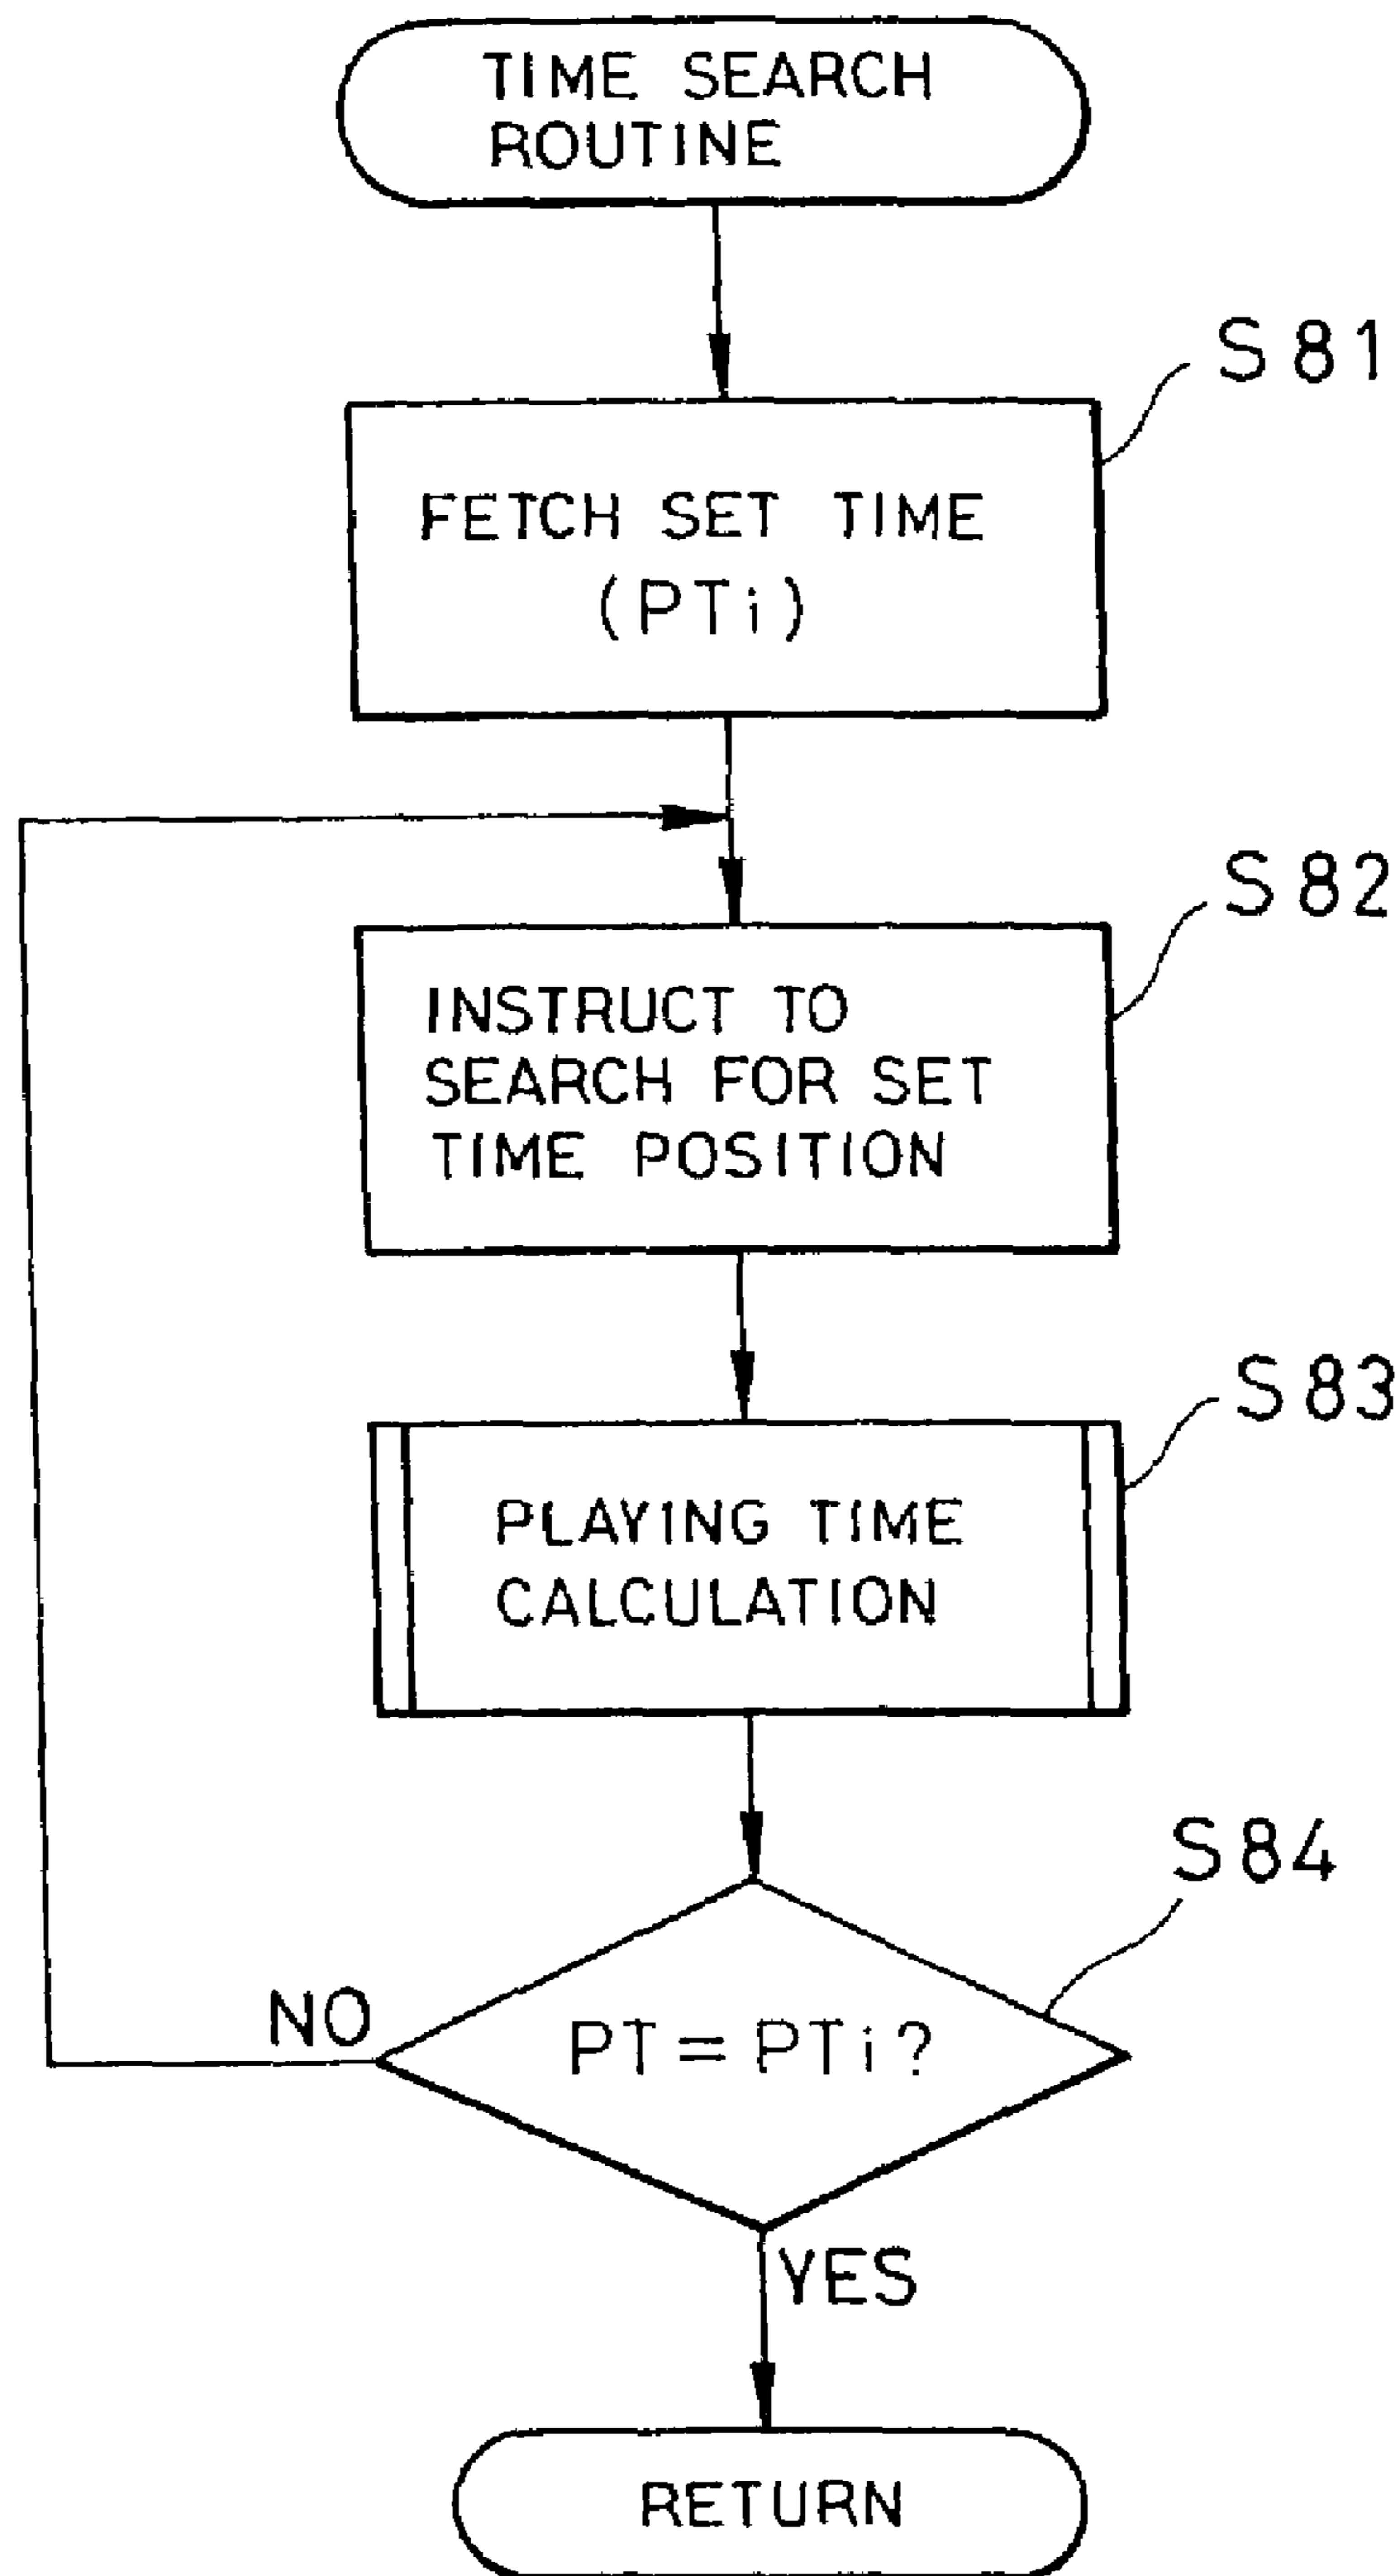 TIME SEARCH
ROUTINE
S81
FETCH SET TIME
(PTi)
S82
INSTRUCT TO
SEARCH FOR SET
TIME POSITION
S83
PLAYING TIME
CALCULATION
S84
NO
PT=PTi?
YES
RETURN